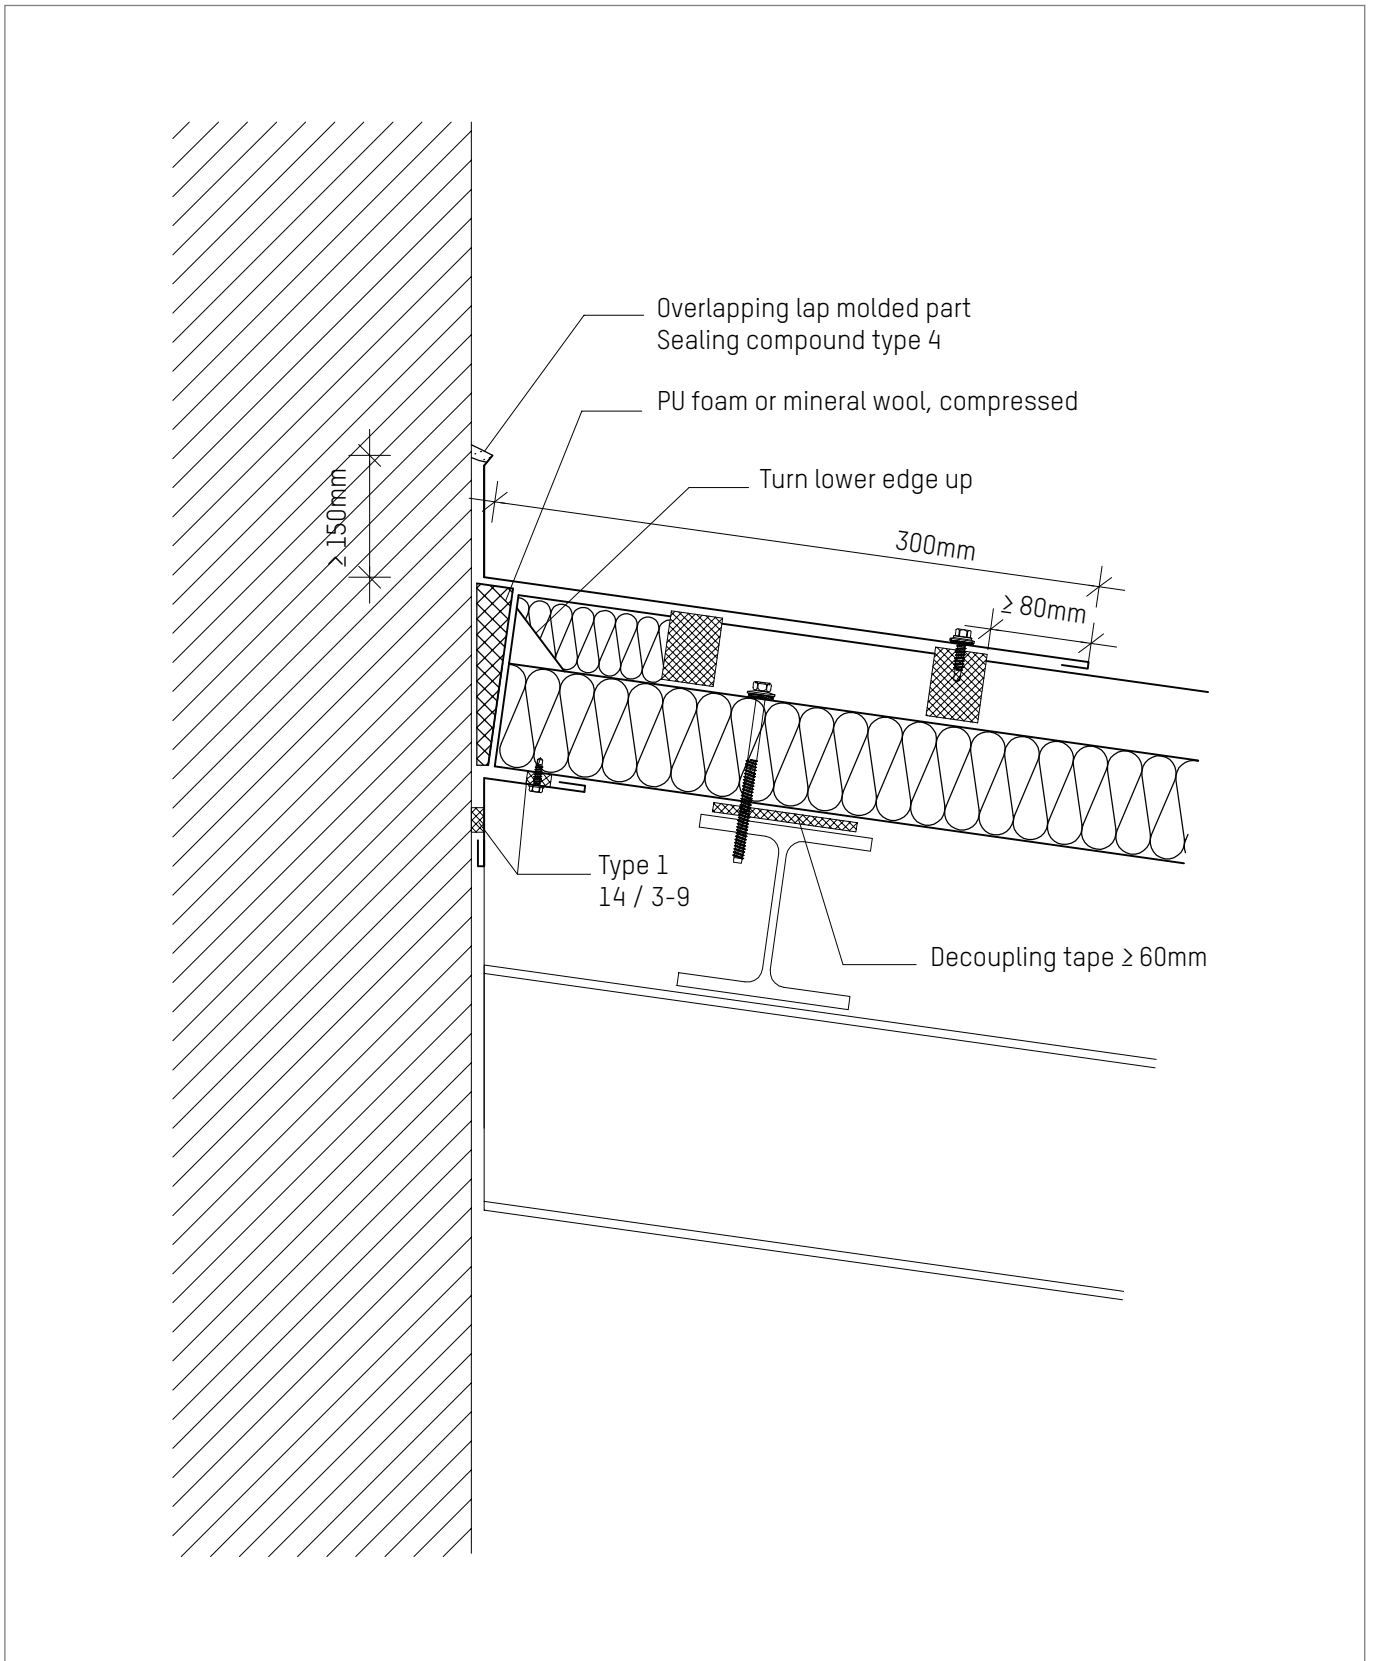 Overlapping lap molded part
Sealing compound type 4
PU foam or mineral wool, compressed
Turn lower edge up
≥ 150mm
300mm
≥ 80mm
Type 1
14 / 3-9
Decoupling tape ≥ 60mm